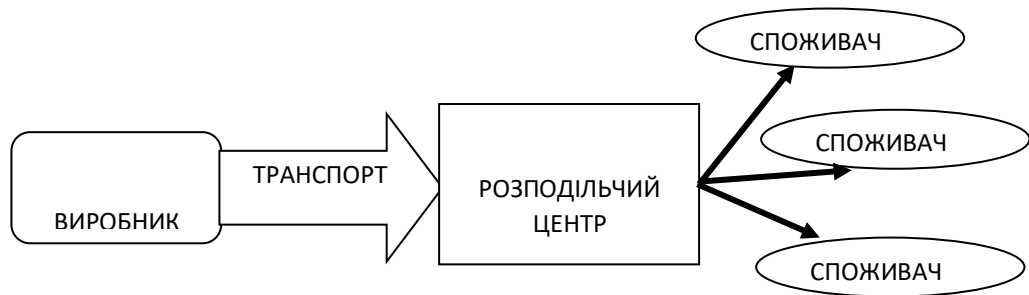 СПОЖИВАЧ
СПОЖИВАЧ
ТРАНСПОРТ
РОЗПОДІЛЬЧИЙ
ЦЕНТР
ВИРОБНИК
СПОЖИВАЧ